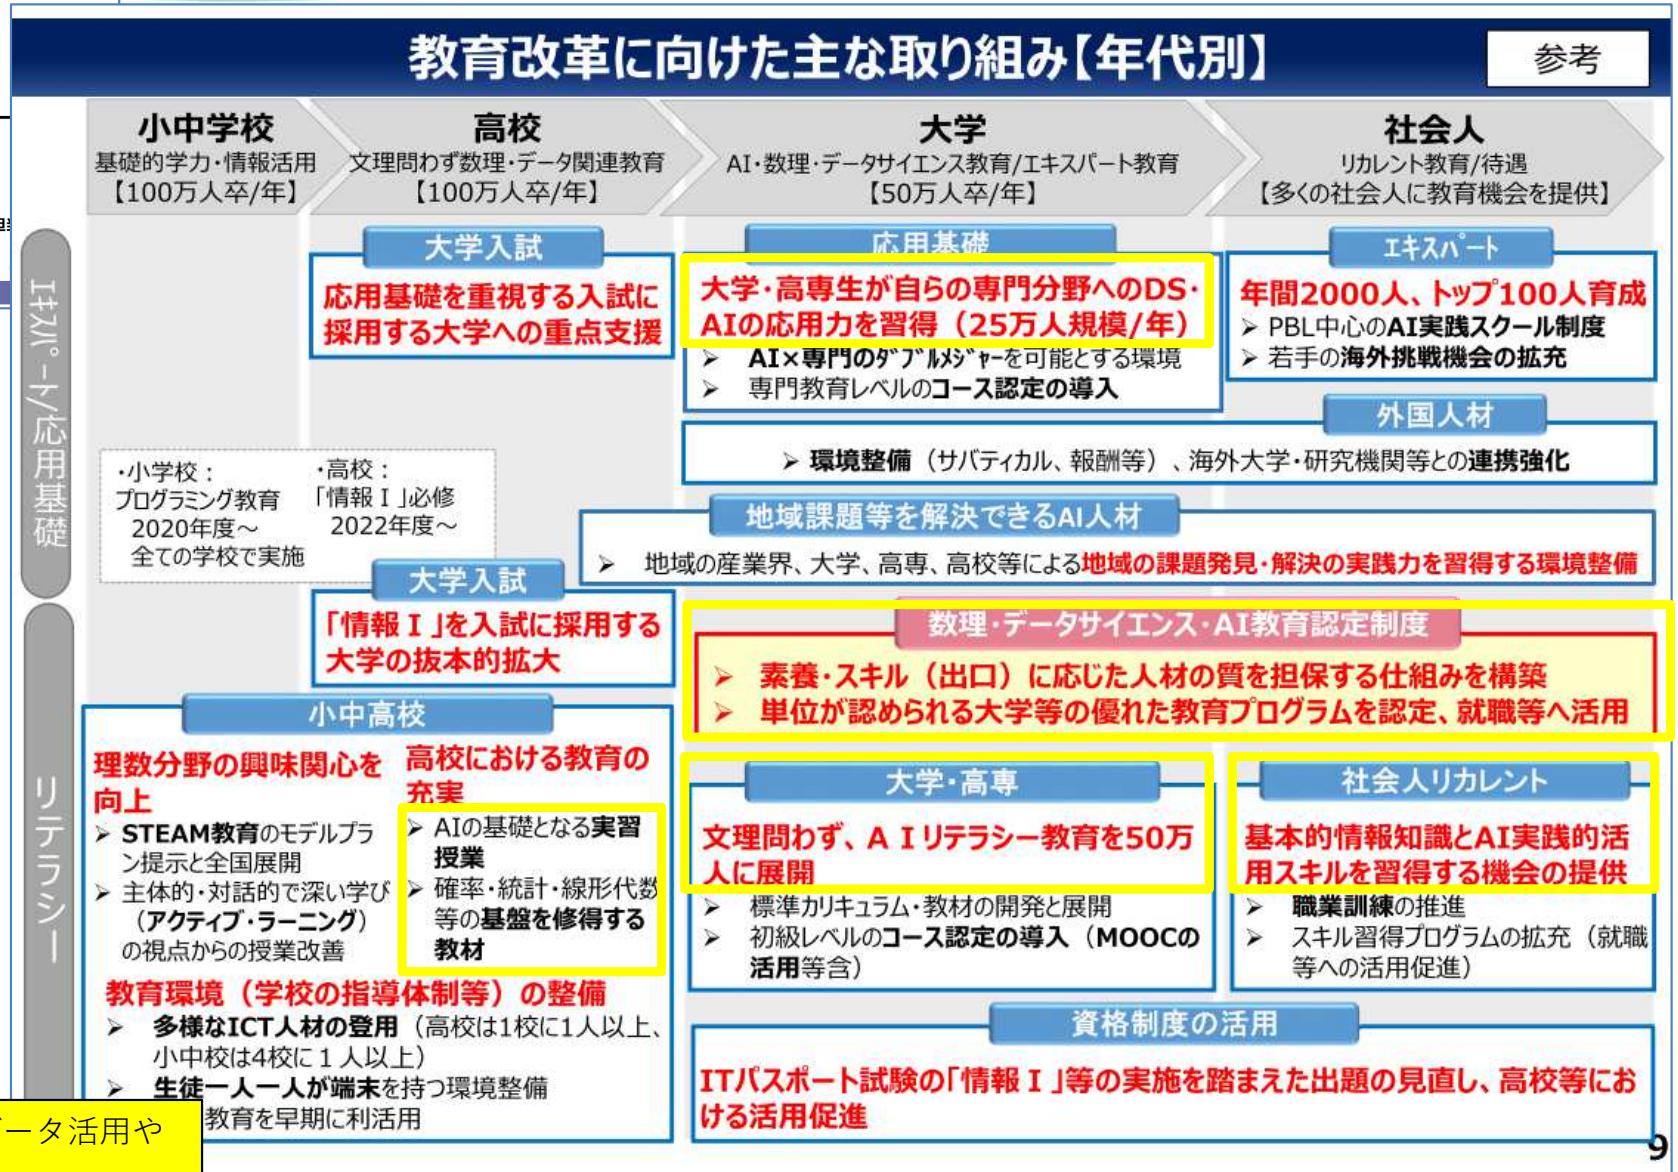 教育改革に向けた主な取り組み【年代別】
参考
小中学校
基礎的学力・情報活用
【100万人卒/年】
高校
文理問わず数理・データ関連教育
【100万人卒/年】
大学
AI・数理・データサイエンス教育/エキスパート教育
【50万人卒/年】
社会人
リカレント教育/待遇
【多くの社会人に教育機会を提供】
エキスパート/応用基礎
大学入試
応用基礎を重視する入試に
採用する大学への重点支援
応用基礎
大学・高専生が自らの専門分野へのDS・
AIの応用力を習得（25万人規模/年）
➢ AI×専門のダブルメジャーを可能とする環境
➢ 専門教育レベルのコース認定の導入
エキスパート
年間2000人、トップ100人育成
➢ PBL中心のAI実践スクール制度
➢ 若手の海外挑戦機会の拡充
外国人材
➢ 環境整備（サバティカル、報酬等）、海外大学・研究機関等との連携強化
・小学校：
プログラミング教育
2020年度～
全ての学校で実施
・高校：
「情報Ⅰ」必修
2022年度～
地域課題等を解決できるAI人材
➢ 地域の産業界、大学、高専、高校等による地域の課題発見・解決の実践力を習得する環境整備
リテラシー
大学入試
「情報Ⅰ」を入試に採用する
大学の抜本的拡大
数理・データサイエンス・AI教育認定制度
➢ 素養・スキル（出口）に応じた人材の質を担保する仕組みを構築
➢ 単位が認められる大学等の優れた教育プログラムを認定、就職等へ活用
小中高校
理数分野の興味関心を
向上
➢ STEAM教育のモデルプラ
ン提示と全国展開
➢ 主体的・対話的で深い学び
（アクティブ・ラーニング）
の視点からの授業改善
高校における教育の
充実
➢ AIの基礎となる実習
授業
➢ 確率・統計・線形代数
等の基盤を修得する
教材
教育環境（学校の指導体制等）の整備
➢ 多様なICT人材の登用（高校は1校に1人以上、
小中校は4校に１人以上）
➢ 生徒一人一人が端末を持つ環境整備
教育を早期に利活用
大学・高専
文理問わず、ＡＩリテラシー教育を50万
人に展開
➢ 標準カリキュラム・教材の開発と展開
➢ 初級レベルのコース認定の導入（MOOCの
活用等含）
社会人リカレント
基本的情報知識とAI実践的活
用スキルを習得する機会の提供
➢ 職業訓練の推進
➢ スキル習得プログラムの拡充（就職
等への活用促進）
資格制度の活用
ITパスポート試験の「情報Ⅰ」等の実施を踏まえた出題の見直し、高校等にお
ける活用促進
ータ活用や
9